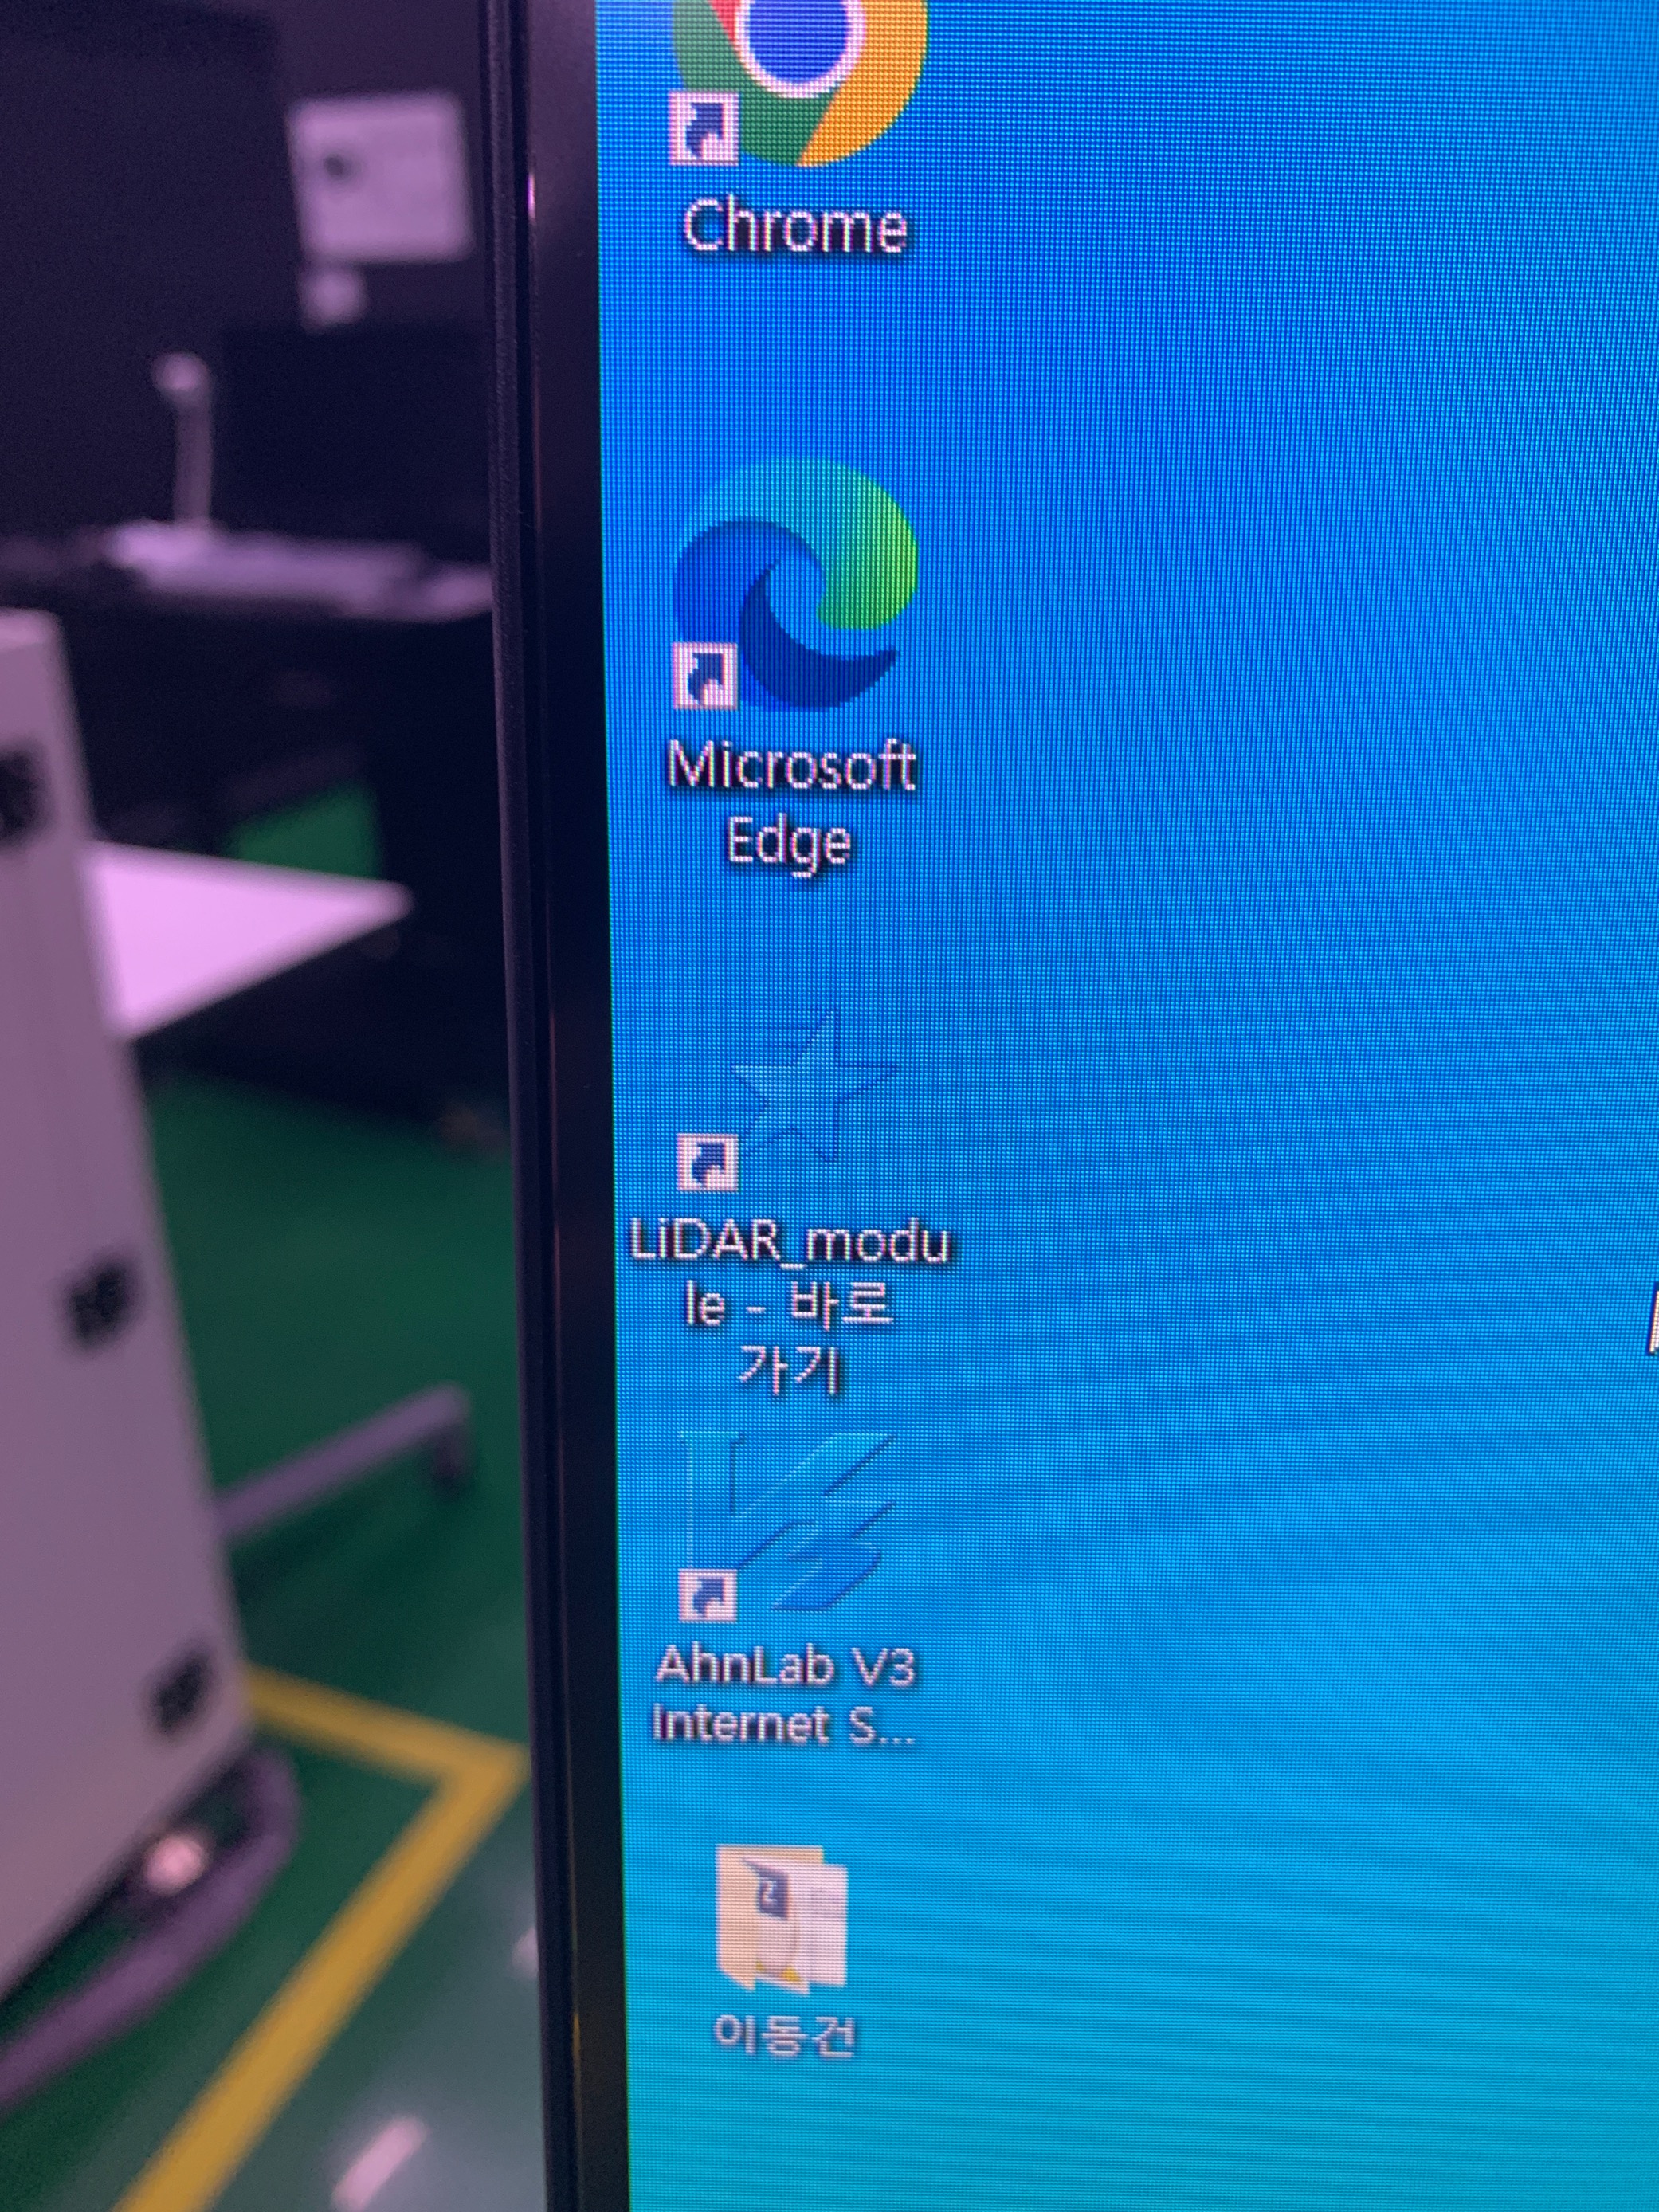 Chrome
Microsoft
Edge
LiDAR_modu
le - 바로
가기
AhnLab V3
Internet S...
이동건